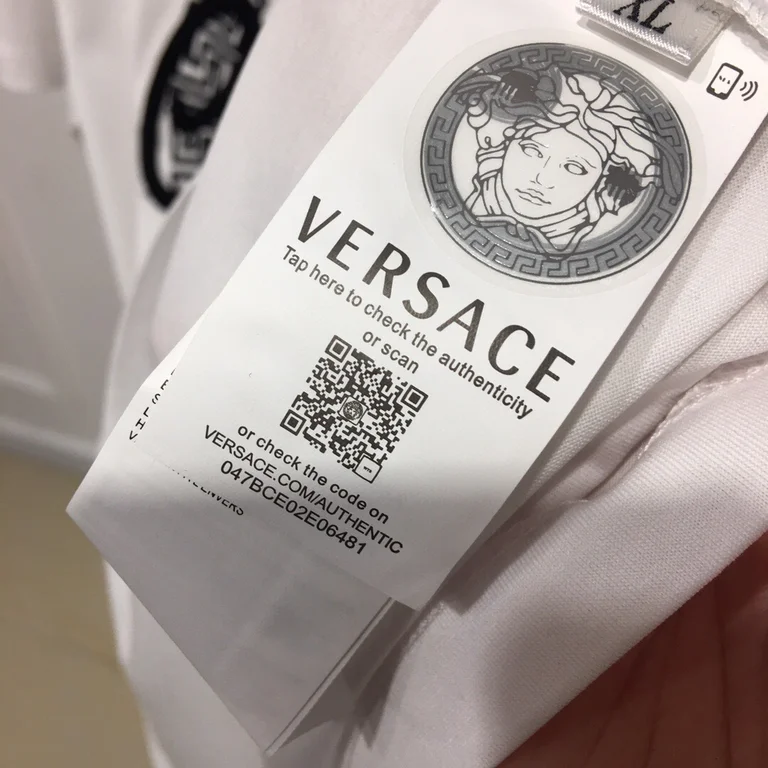 XL
VERSACE
Tap here to check the authenticity
or scan
or check the code on
VERSACE.COM/AUTHENTIC
047BCE02E06481